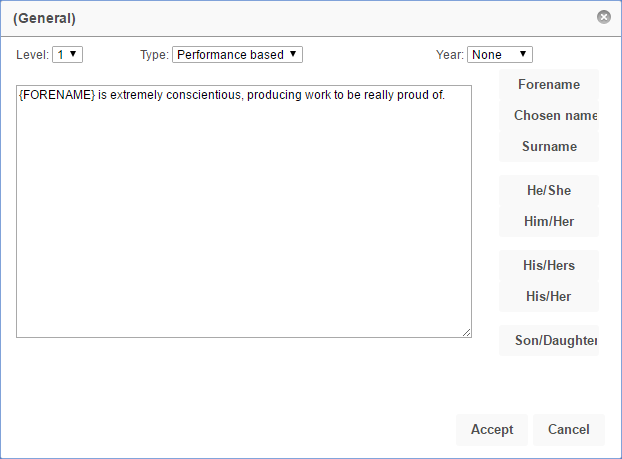 (General)
Level: 1 Type: Performance based Year: None
{FORENAME} is extremely conscientious, producing work to be really proud of.
Forename
Chosen name
Surname
He/She
Him/Her
His/Hers
His/Her
Son/Daughter
Accept Cancel